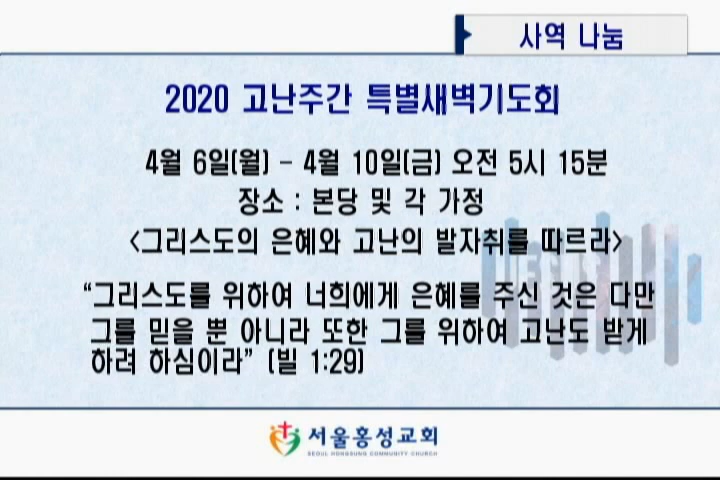 사역 나눔
2020 고난주간 특별새벽기도회
4월 6일(월) - 4월 10일(금) 오전 5시 15분
장소 : 본당 및 각 가정
<그리스도의 은혜와 고난의 발자취를 따르라>
“그리스도를 위하여 너희에게 은혜를 주신 것은 다만
그를 믿을 뿐 아니라 또한 그를 위하여 고난도 받게
하려 하심이라” (빌 1:29)
서울홍성교회
SEOUL HONGSUNG COMMUNITY CHURCH